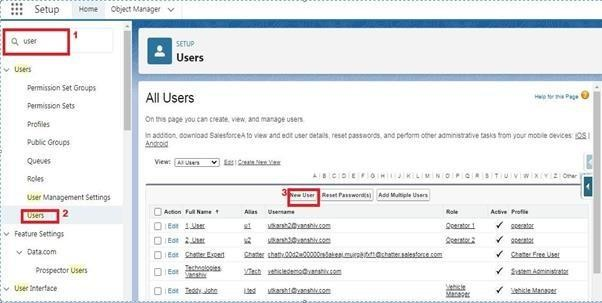 Setup
Home
Object Manager
user
1
Users
Permission Set Groups
Permission Sets
Profiles
Public Groups
Queues
Roles
User Management Settings
Users
2
Feature Settings
Data.com
Prospector Users
User Interface
SETUP
Users
All Users
Help for this Page
On this page you can create, view, and manage users.
In addition, download SalesforceA to view and edit user details, reset passwords, and perform other administrative tasks from your mobile devices: iOS |
Android
View: All Users Edit | Create New View
A | B | C | D | E | F | G | H | I | J | K | L | M | N | O | P | Q | R | S | T | U | V | W | X | Y | Z | Other
3 New User Reset Password(s) Add Multiple Users
Action Full Name ↑ Alias Username Role Active Profile
Edit 1, User u1 utkarsh2@vanshiv.com Operator 1 ✓ operator
Edit 2, User u2 utkarsh3@vanshiv.com Operator 2 ✓ operator
Edit Chatter Expert Chatter ✓ Chatter Free User
Edit Technologies, Vanshiv VTech vehicledemo@vanshiv.com ✓ System Administrator
Edit Teddy, John j ted utkarsh1@vanshiv.com Vehicle Manager ✓ Vehicle Manager